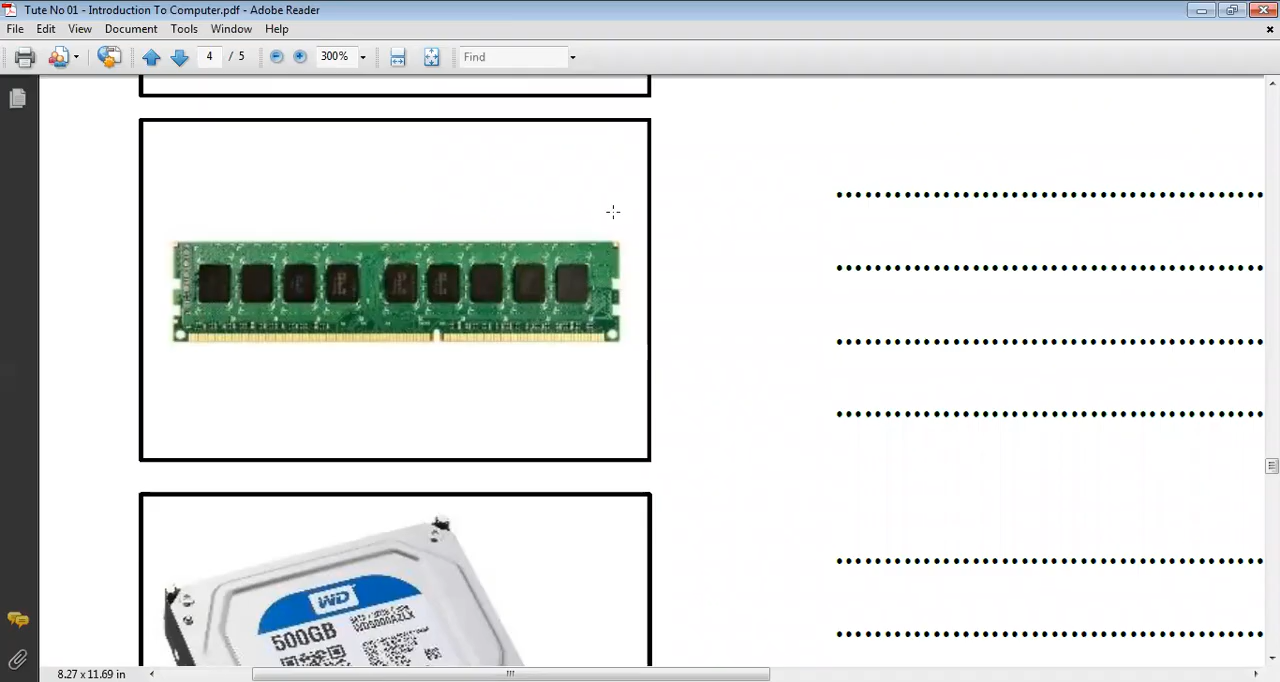 Tute No 01 - Introduction To Computer.pdf - Adobe Reader
File Edit View Document Tools Window Help
4 / 5 300% Find
WD
500GB
WD5000AZLX
8.27 x 11.69 in